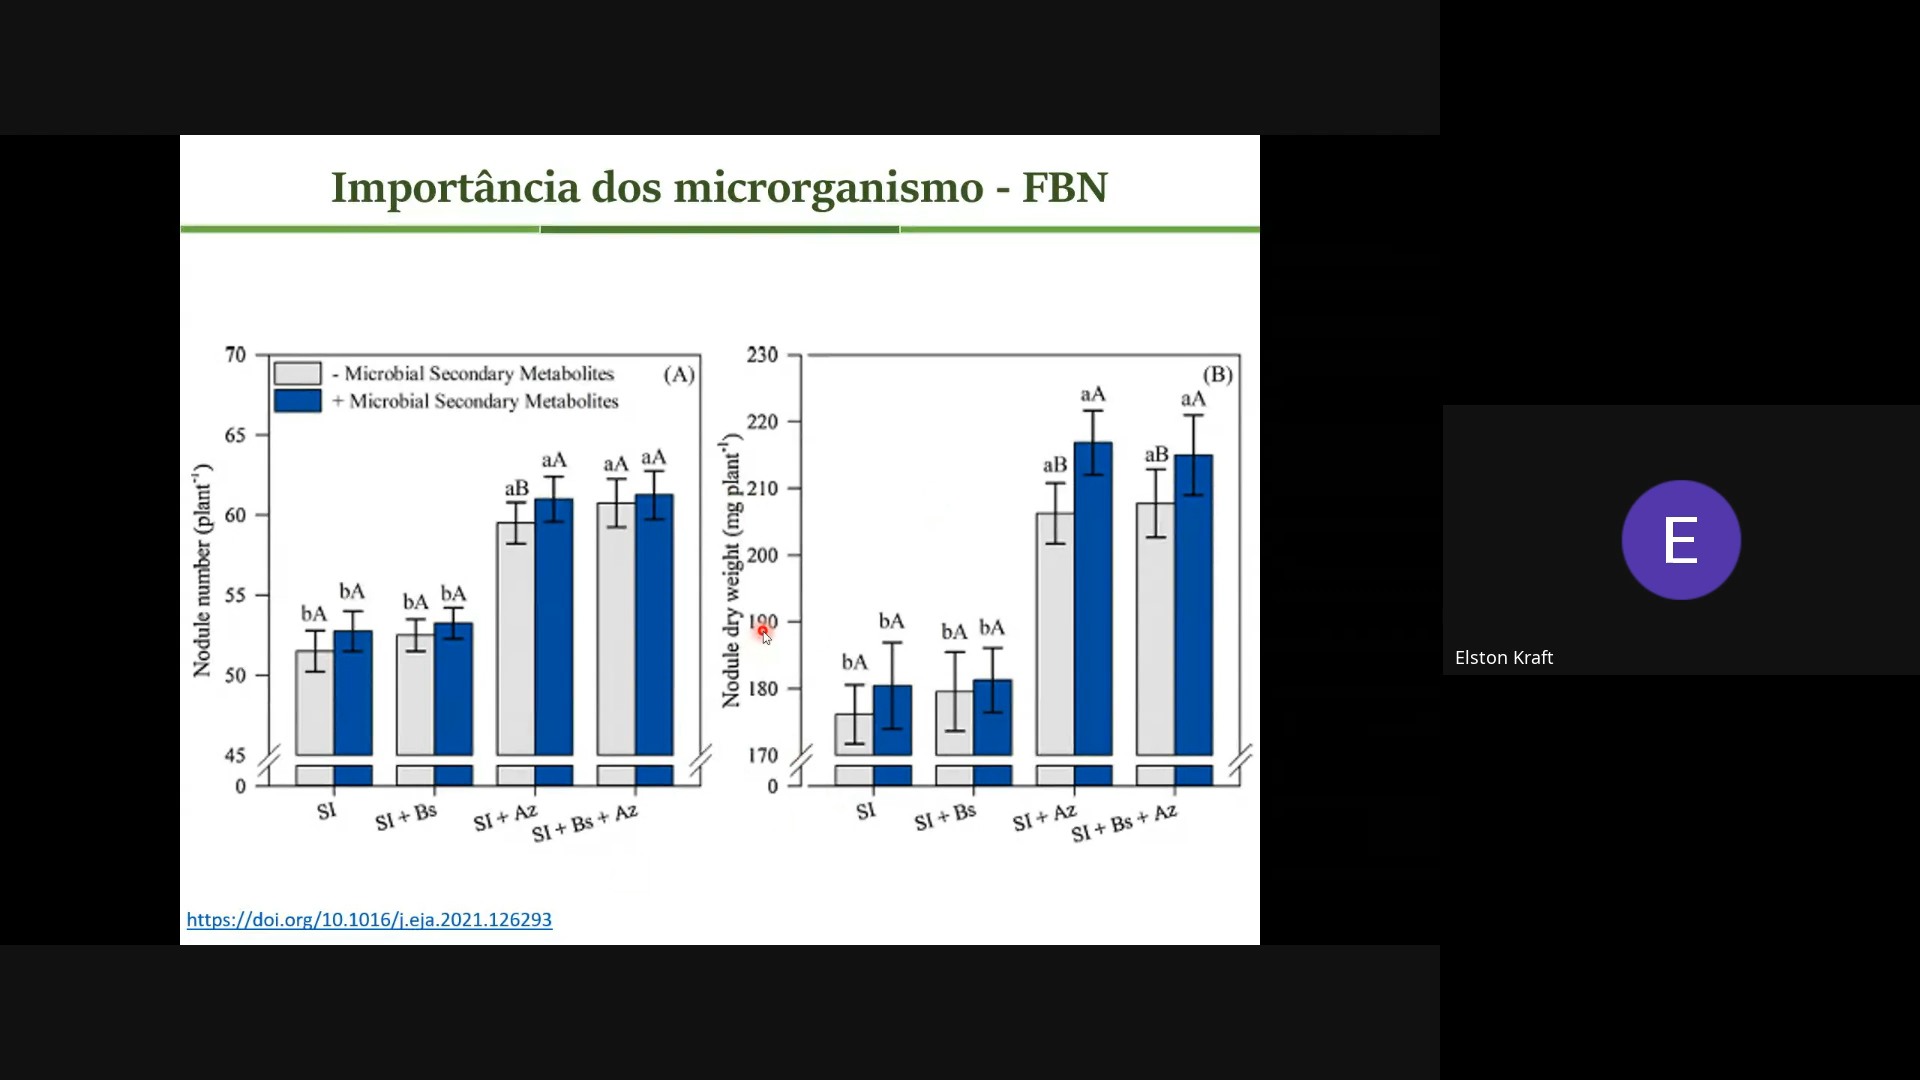 Importância dos microrganismo - FBN
70
65
60
55
50
45
0
Nodule number (plant⁻¹)
- Microbial Secondary Metabolites
+ Microbial Secondary Metabolites
(A)
bA
bA
bA
bA
aB
aA
aA
aA
SI
SI + Bs
SI + Az
SI + Bs + Az
230
220
210
200
190
180
170
0
Nodule dry weight (mg plant⁻¹)
(B)
bA
bA
bA
bA
aB
aA
aB
aA
SI
SI + Bs
SI + Az
SI + Bs + Az
https://doi.org/10.1016/j.eja.2021.126293
E
Elston Kraft